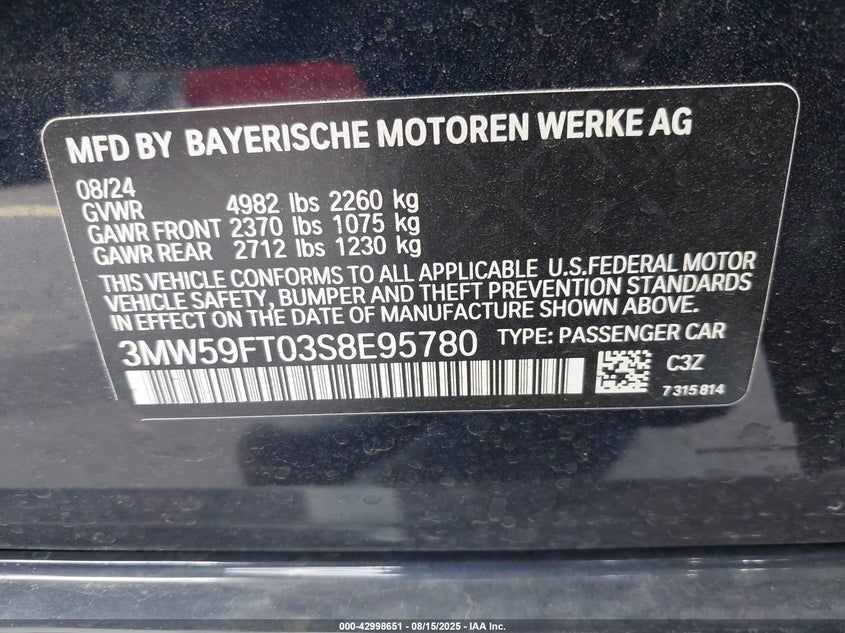 MFD BY BAYERISCHE MOTOREN WERKE AG
08/24
GVWR 4982 lbs 2260 kg
GAWR FRONT 2370 lbs 1075 kg
GAWR REAR 2712 lbs 1230 kg
THIS VEHICLE CONFORMS TO ALL APPLICABLE U.S.FEDERAL MOTOR
VEHICLE SAFETY, BUMPER AND THEFT PREVENTION STANDARDS
IN EFFECT ON THE DATE OF MANUFACTURE SHOWN ABOVE.
3MW59FT03S8E95780 TYPE: PASSENGER CAR
C3Z
7315814
000-42998651 - 08/15/2025 - IAA Inc.